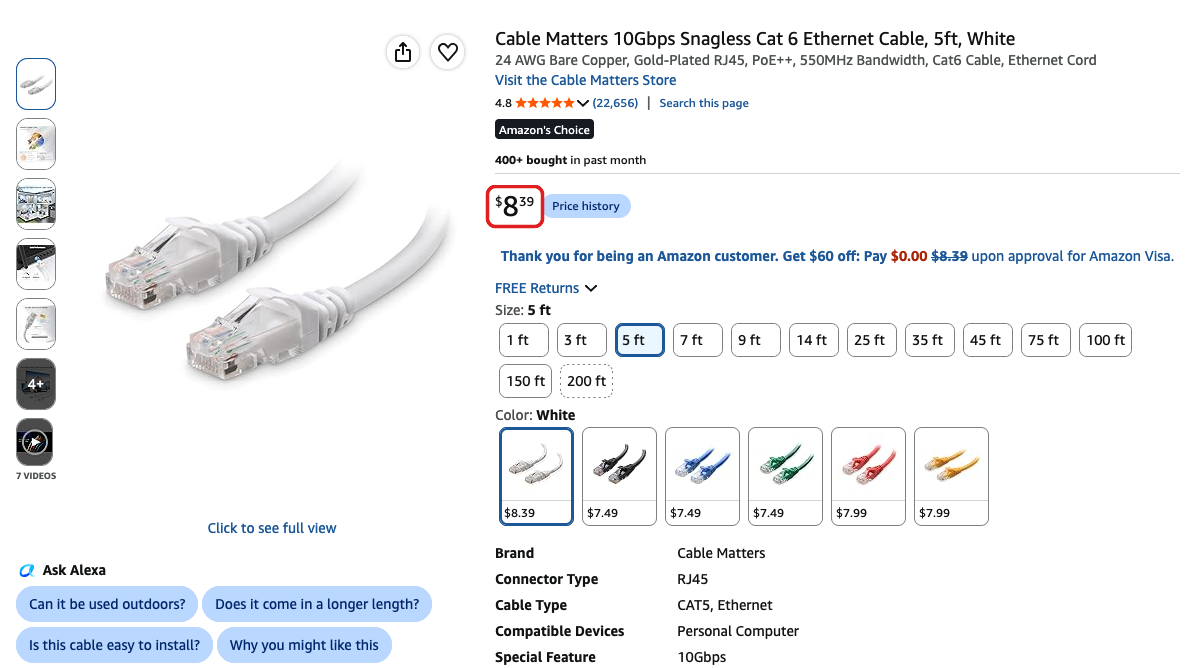 Cable Matters 10Gbps Snagless Cat 6 Ethernet Cable, 5ft, White
24 AWG Bare Copper, Gold-Plated RJ45, PoE++, 550MHz Bandwidth, Cat6 Cable, Ethernet Cord
Visit the Cable Matters Store
4.8 (22,656) | Search this page
Amazon's Choice
400+ bought in past month
$8.39 Price history
Thank you for being an Amazon customer. Get $60 off: Pay $0.00 $8.39 upon approval for Amazon Visa.
FREE Returns
Size: 5 ft
1 ft 3 ft 5 ft 7 ft 9 ft 14 ft 25 ft 35 ft 45 ft 75 ft 100 ft
150 ft 200 ft
Color: White
$8.39 $7.49 $7.49 $7.49 $7.99 $7.99
Brand Cable Matters
Connector Type RJ45
Cable Type CAT5, Ethernet
Compatible Devices Personal Computer
Special Feature 10Gbps
4+
7 VIDEOS
Click to see full view
Ask Alexa
Can it be used outdoors? Does it come in a longer length?
Is this cable easy to install? Why you might like this